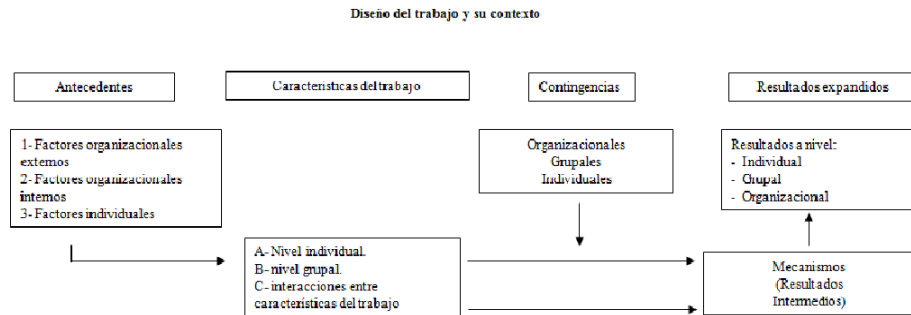 Diseño del trabajo y su contexto
Antecedentes
Características del trabajo
Contingencias
Resultados expandidos
1- Factores organizacionales
externos
2- Factores organizacionales
internos
3- Factores individuales
Organizacionales
Grupales
Individuales
Resultados a nivel:
- Individual
- Grupal
- Organizacional
A- Nivel individual.
B- nivel grupal.
C- interacciones entre
características del trabajo
Mecanismos
(Resultados
Intermedios)